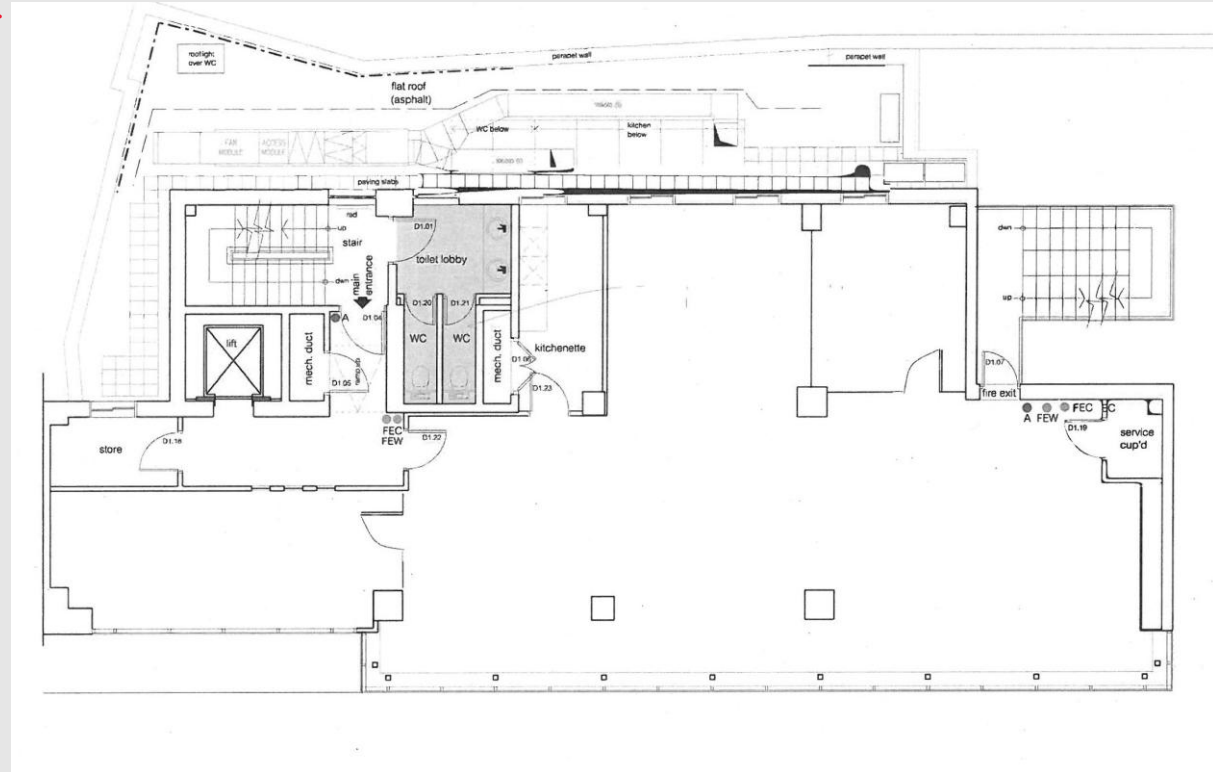 rooflight
over WC
parapet wall
parapet wall
flat roof
(asphalt)
WC below
kitchen
below
FAN
MODULE
ACCESS
MODULE
paving slabs
up
stair
dwn
main
entrance
D1.01
toilet lobby
D1.20
D1.21
WC
WC
A
D1.04
lift
mech. duct
D1.05
mech. duct
D1.06
kitchenette
D1.23
dwn
up
D1.07
fire exit
A
FEW
FEC
D1.19
service
cup'd
store
D1.18
FEC
FEW
D1.22